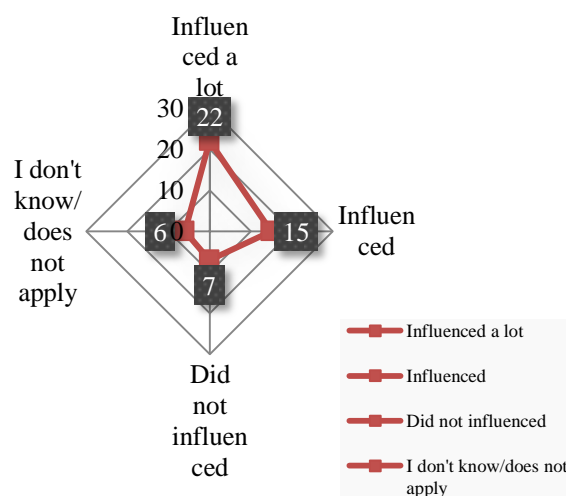 Influen
ced a
lot
30
22
20
10
0
I don't
know/
does
not
apply
6
15
Influen
ced
7
Did
not
influen
ced
Influenced a lot
Influenced
Did not influenced
I don't know/does not
apply